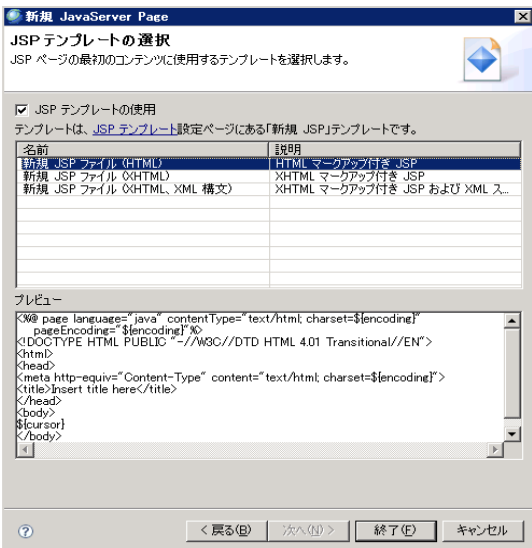 新規 JavaServer Page
JSP テンプレートの選択
JSP ページの最初のコンテンツに使用するテンプレートを選択します。
JSP テンプレートの使用
テンプレートは、JSP テンプレート設定ページにある「新規 JSP」テンプレートです。
名前 説明
新規 JSP ファイル (HTML) HTML マークアップ付き JSP
新規 JSP ファイル (XHTML) XHTML マークアップ付き JSP
新規 JSP ファイル (XHTML、XML 構文) XHTML マークアップ付き JSP および XML ス...
プレビュー
<%@ page language="java" contentType="text/html; charset=${encoding}"
pageEncoding="${encoding}"%>
<!DOCTYPE HTML PUBLIC "-//W3C//DTD HTML 4.01 Transitional//EN">
<html>
<head>
<meta http-equiv="Content-Type" content="text/html; charset=${encoding}">
<title>Insert title here</title>
</head>
<body>
${cursor}
</body>
< 戻る(B) 次へ(N) > 終了(F) キャンセル